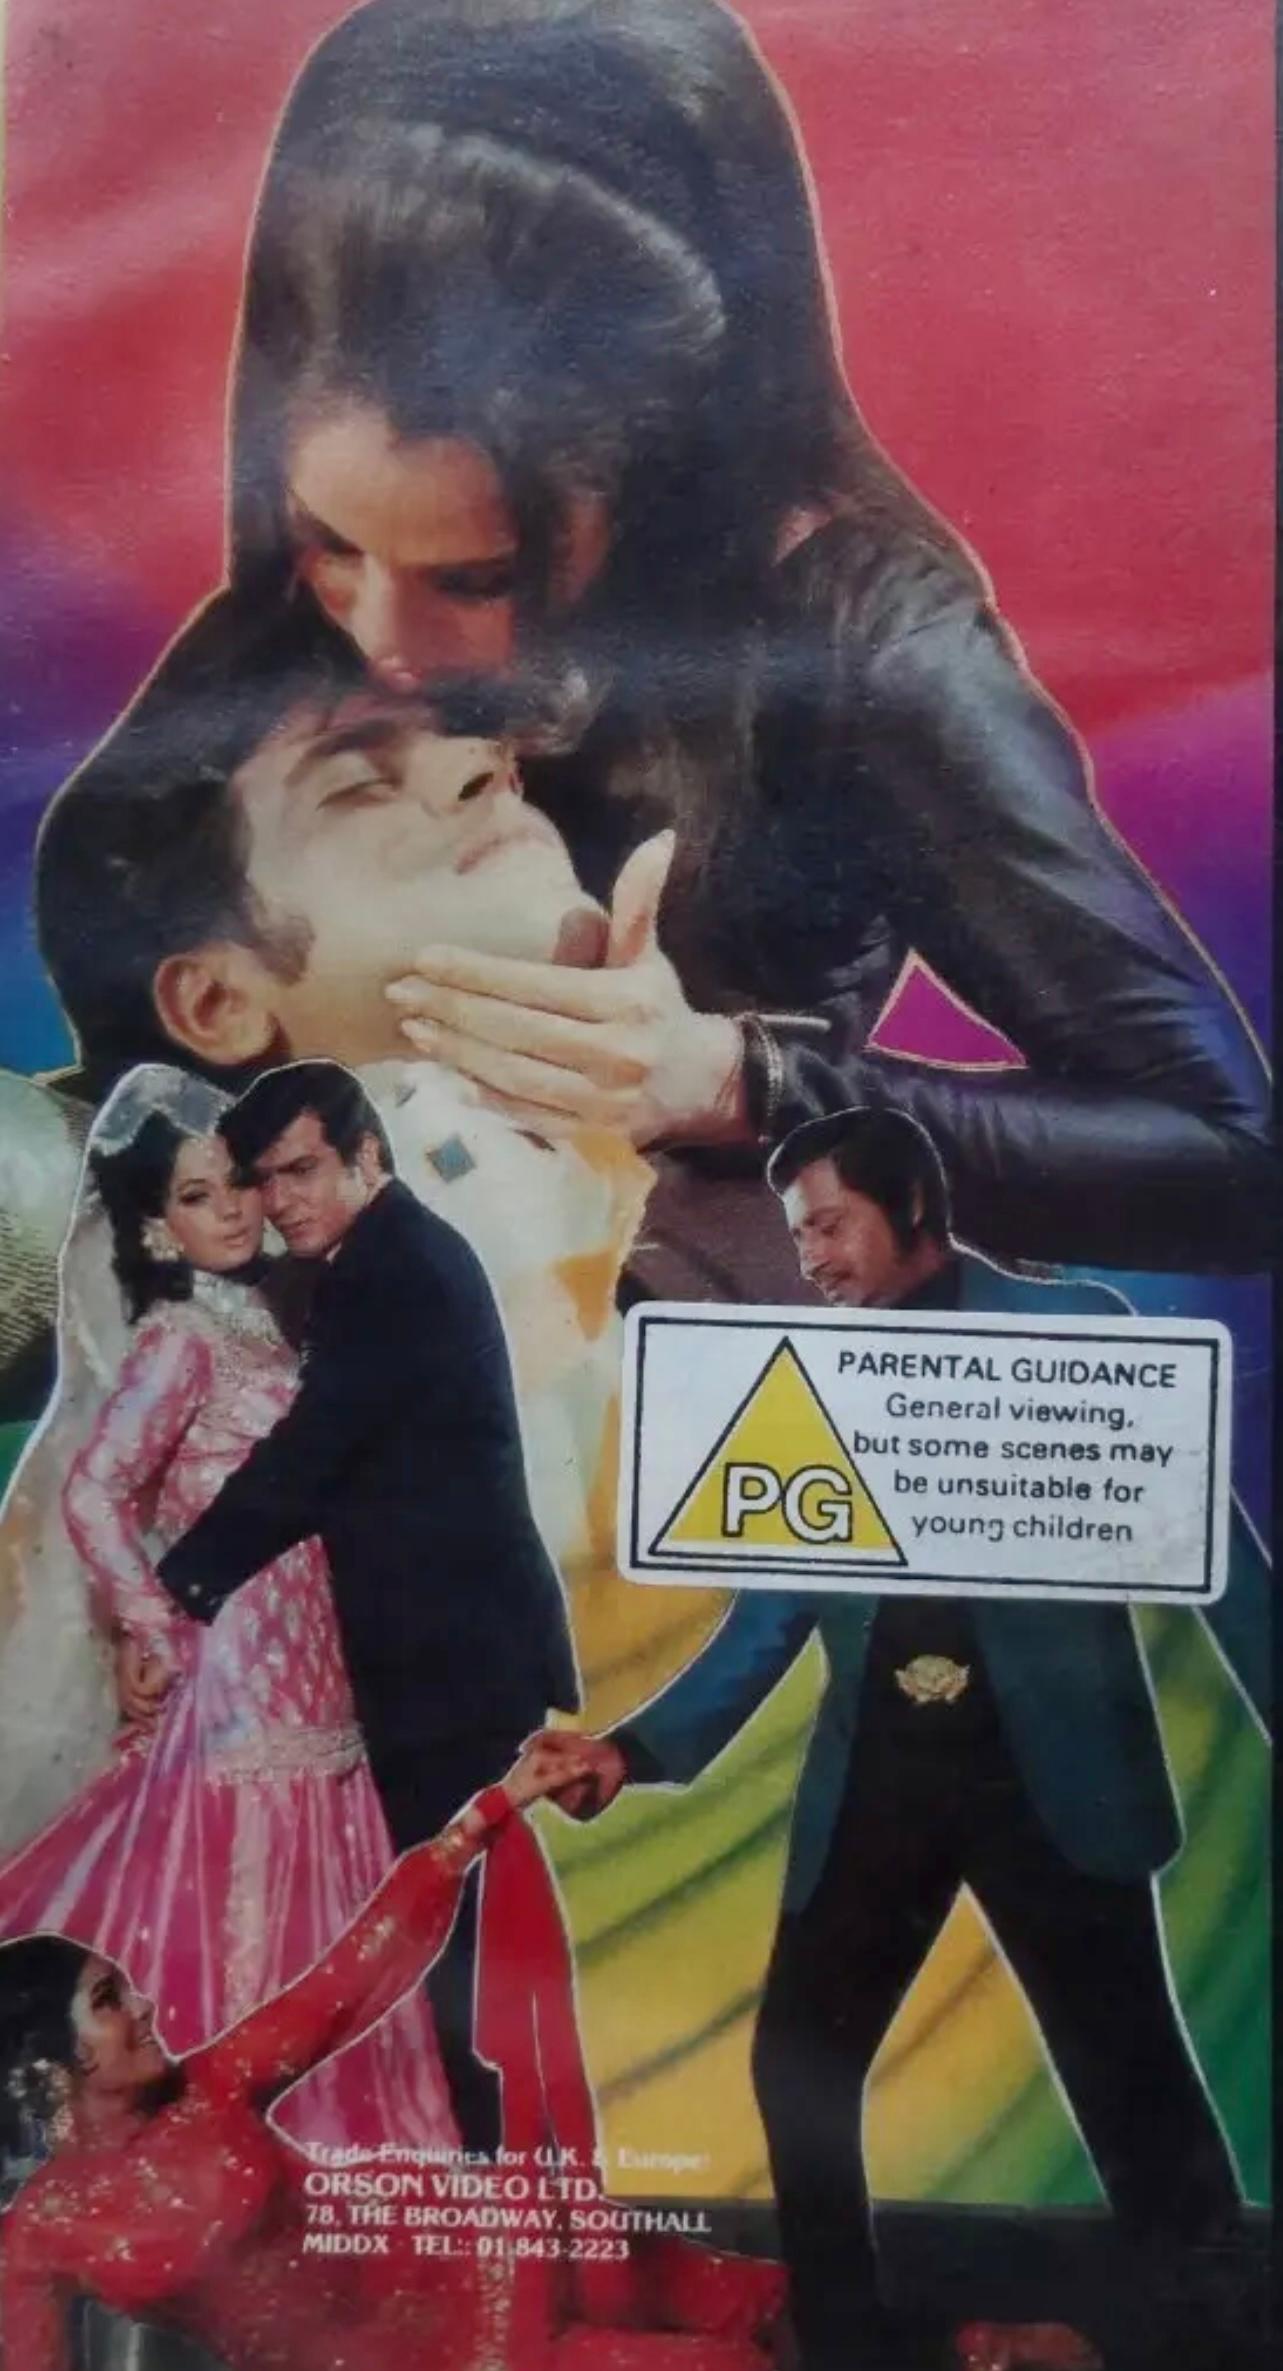 PARENTAL GUIDANCE
General viewing,
but some scenes may
be unsuitable for
young children
PG
Trade Enquiries for U.K. & Europe:
ORSON VIDEO LTD.
78, THE BROADWAY, SOUTHALL
MIDDX TEL.: 01-843-2223